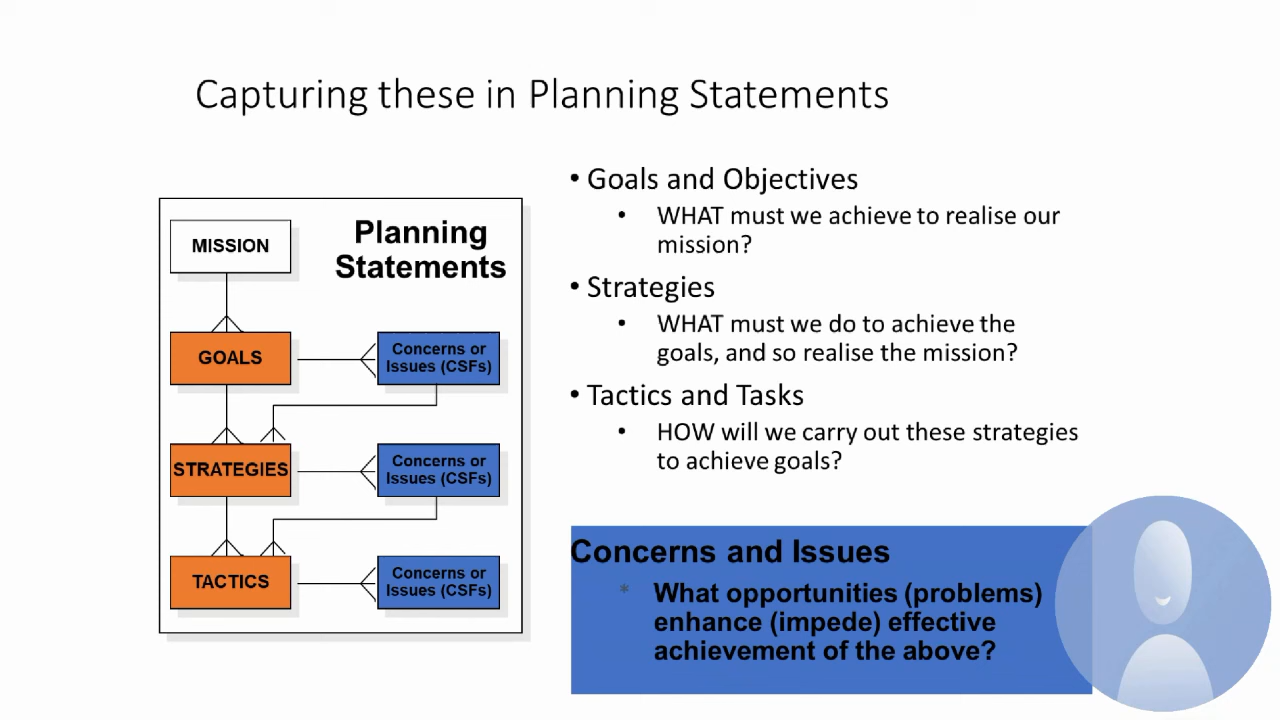 Capturing these in Planning Statements
Planning
Statements
MISSION
GOALS
Concerns or
Issues (CSFs)
STRATEGIES
Concerns or
Issues (CSFs)
TACTICS
Concerns or
Issues (CSFs)
• Goals and Objectives
• WHAT must we achieve to realise our
mission?
• Strategies
• WHAT must we do to achieve the
goals, and so realise the mission?
• Tactics and Tasks
• HOW will we carry out these strategies
to achieve goals?
Concerns and Issues
* What opportunities (problems)
enhance (impede) effective
achievement of the above?